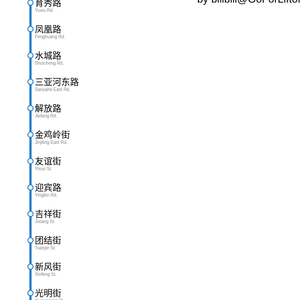 by bilibili@GoForLifter
育秀路
Yuxiu Rd.
凤凰路
Fenghuang Rd.
水城路
Shuicheng Rd.
三亚河东路
Sanyahe East Rd.
解放路
Jiefang Rd.
金鸡岭街
Jinjiling East Rd.
友谊街
Youyi St.
迎宾路
Yingbin Rd.
吉祥街
Jixiang St.
团结街
Tuanjie St.
新风街
Xinfeng St.
光明街